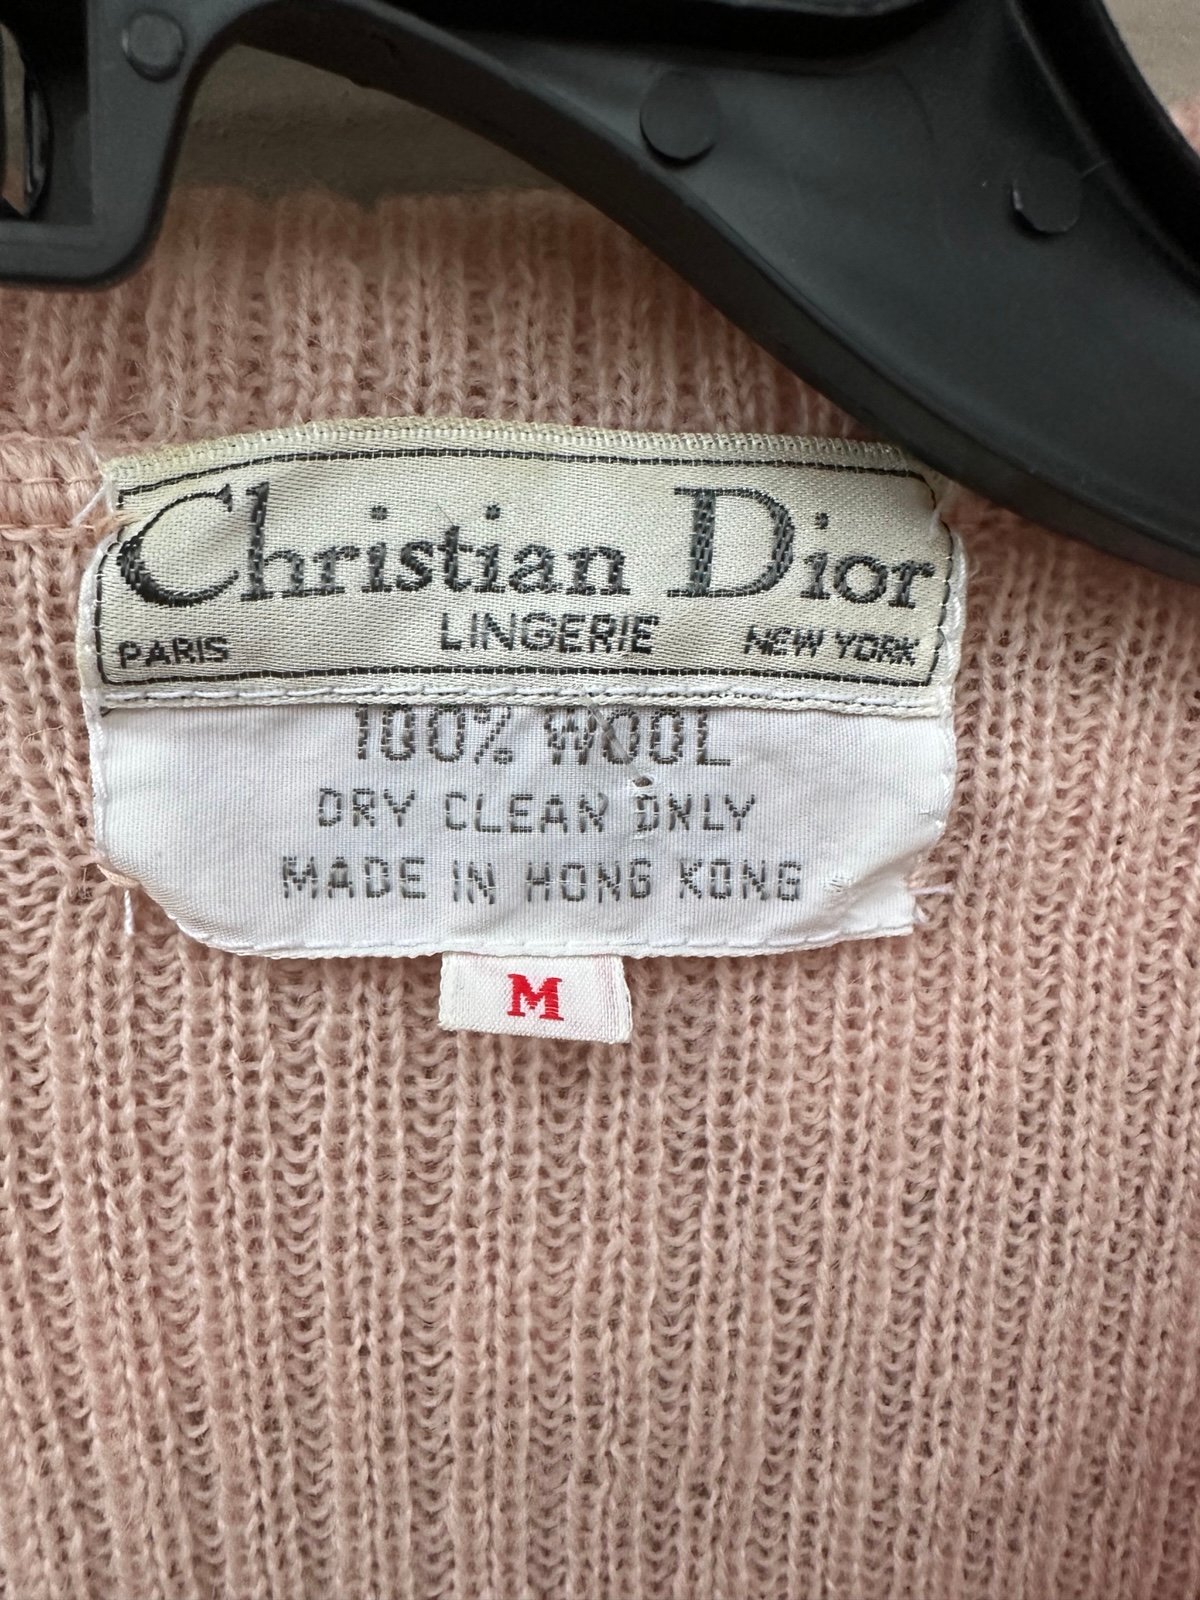 Christian Dior
LINGERIE
PARIS NEW YORK
100% WOOL
DRY CLEAN ONLY
MADE IN HONG KONG
M